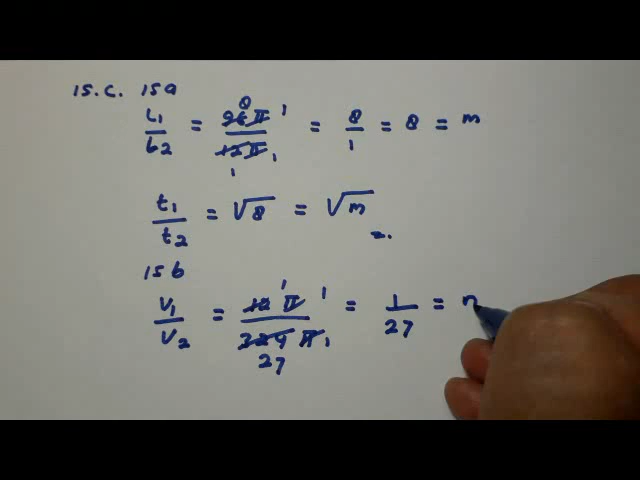 15.c. 15a
L₁/L₂ = 96π/12π = 8/1 = 8 = m
t₁/t₂ = √8 = √m
15b
V₁/V₂ = 12π/324π = 1/27 = n